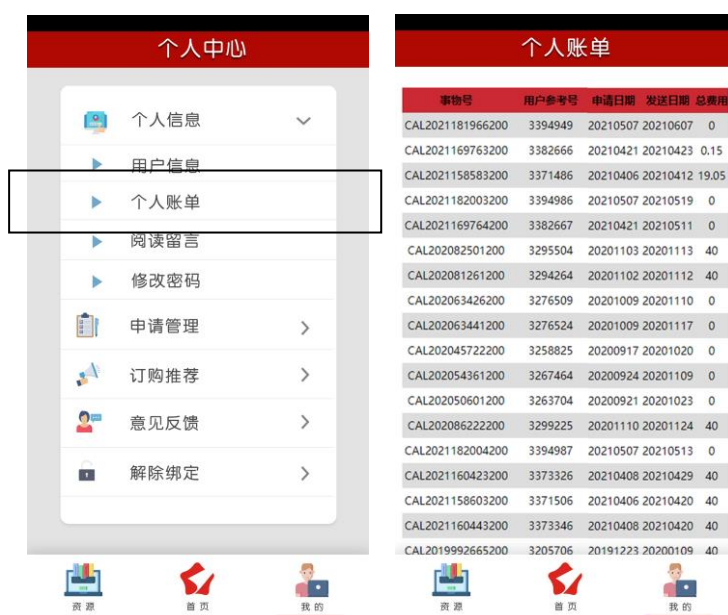 个人中心
个人信息
用户信息
个人账单
阅读留言
修改密码
申请管理
订购推荐
意见反馈
解除绑定
资源 首页 我的
个人账单
事物号 用户参考号 申请日期 发送日期 总费用
CAL2021181966200 3394949 20210507 20210607 0
CAL2021169763200 3382666 20210421 20210423 0.15
CAL2021158583200 3371486 20210406 20210412 19.05
CAL2021182003200 3394986 20210507 20210519 0
CAL2021169764200 3382667 20210421 20210511 0
CAL202082501200 3295504 20201103 20201113 40
CAL202081261200 3294264 20201102 20201112 40
CAL202063426200 3276509 20201009 20201110 0
CAL202063441200 3276524 20201009 20201117 0
CAL202045722200 3258825 20200917 20201020 0
CAL202054361200 3267464 20200924 20201109 0
CAL202050601200 3263704 20200921 20201023 0
CAL202086222200 3299225 20201110 20201124 40
CAL2021182004200 3394987 20210507 20210513 0
CAL2021160423200 3373326 20210408 20210429 40
CAL2021158603200 3371506 20210406 20210420 40
CAL2021160443200 3373346 20210408 20210420 40
CAL2019992665200 3205706 20191223 20200109 40
资源 首页 我的